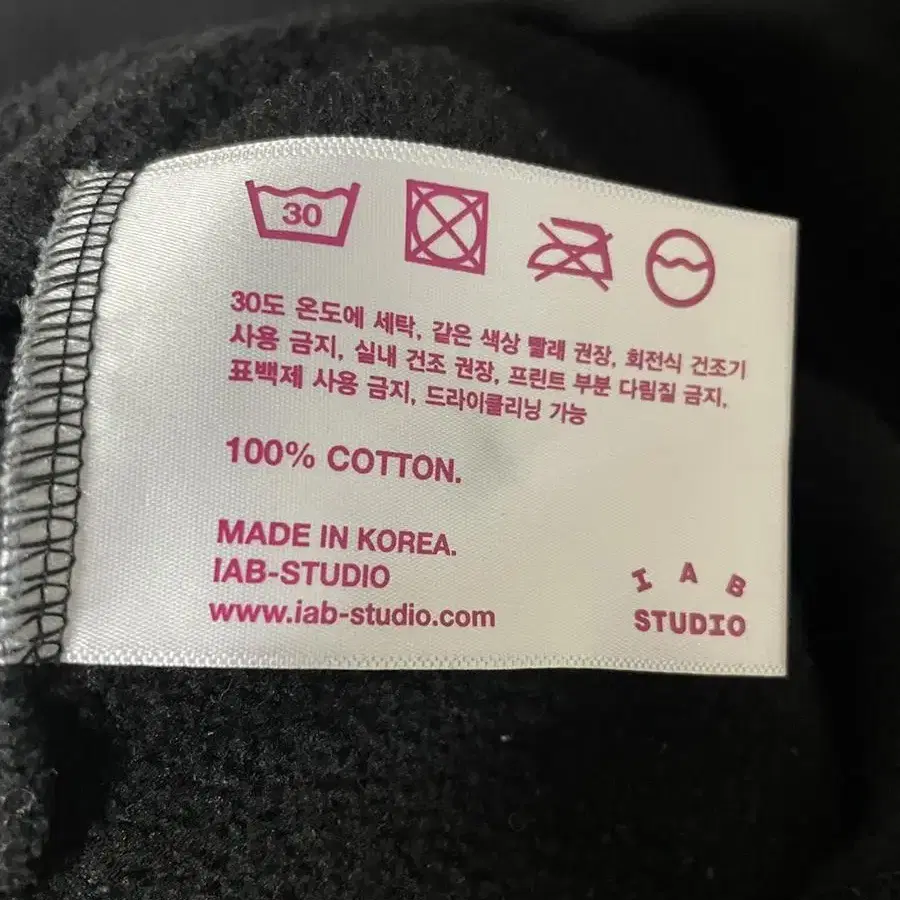 30
30도 온도에 세탁, 같은 색상 빨래 권장, 회전식 건조기
사용 금지, 실내 건조 권장, 프린트 부분 다림질 금지,
표백제 사용 금지, 드라이클리닝 가능
100% COTTON.
MADE IN KOREA.
IAB-STUDIO
www.iab-studio.com
I A B
STUDIO